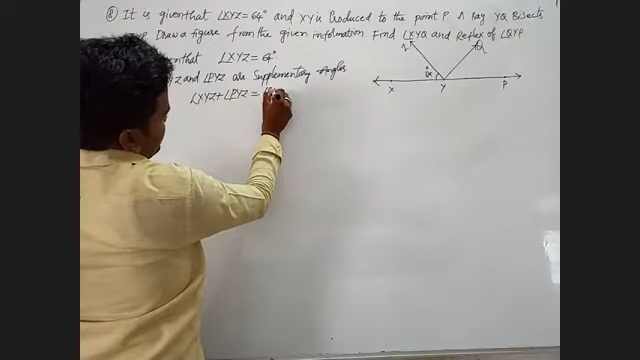 ⑧ It is given that ∠XYZ = 64° and XY is Produced to the point P A Ray YQ Bisects
Draw a figure from the given information Find ∠XYQ and Reflex of ∠QYP
that ∠XYZ = 64°
and ∠PYZ are Supplementary Angles
∠XYZ + ∠PYZ =
Z
Q
X
Y
P